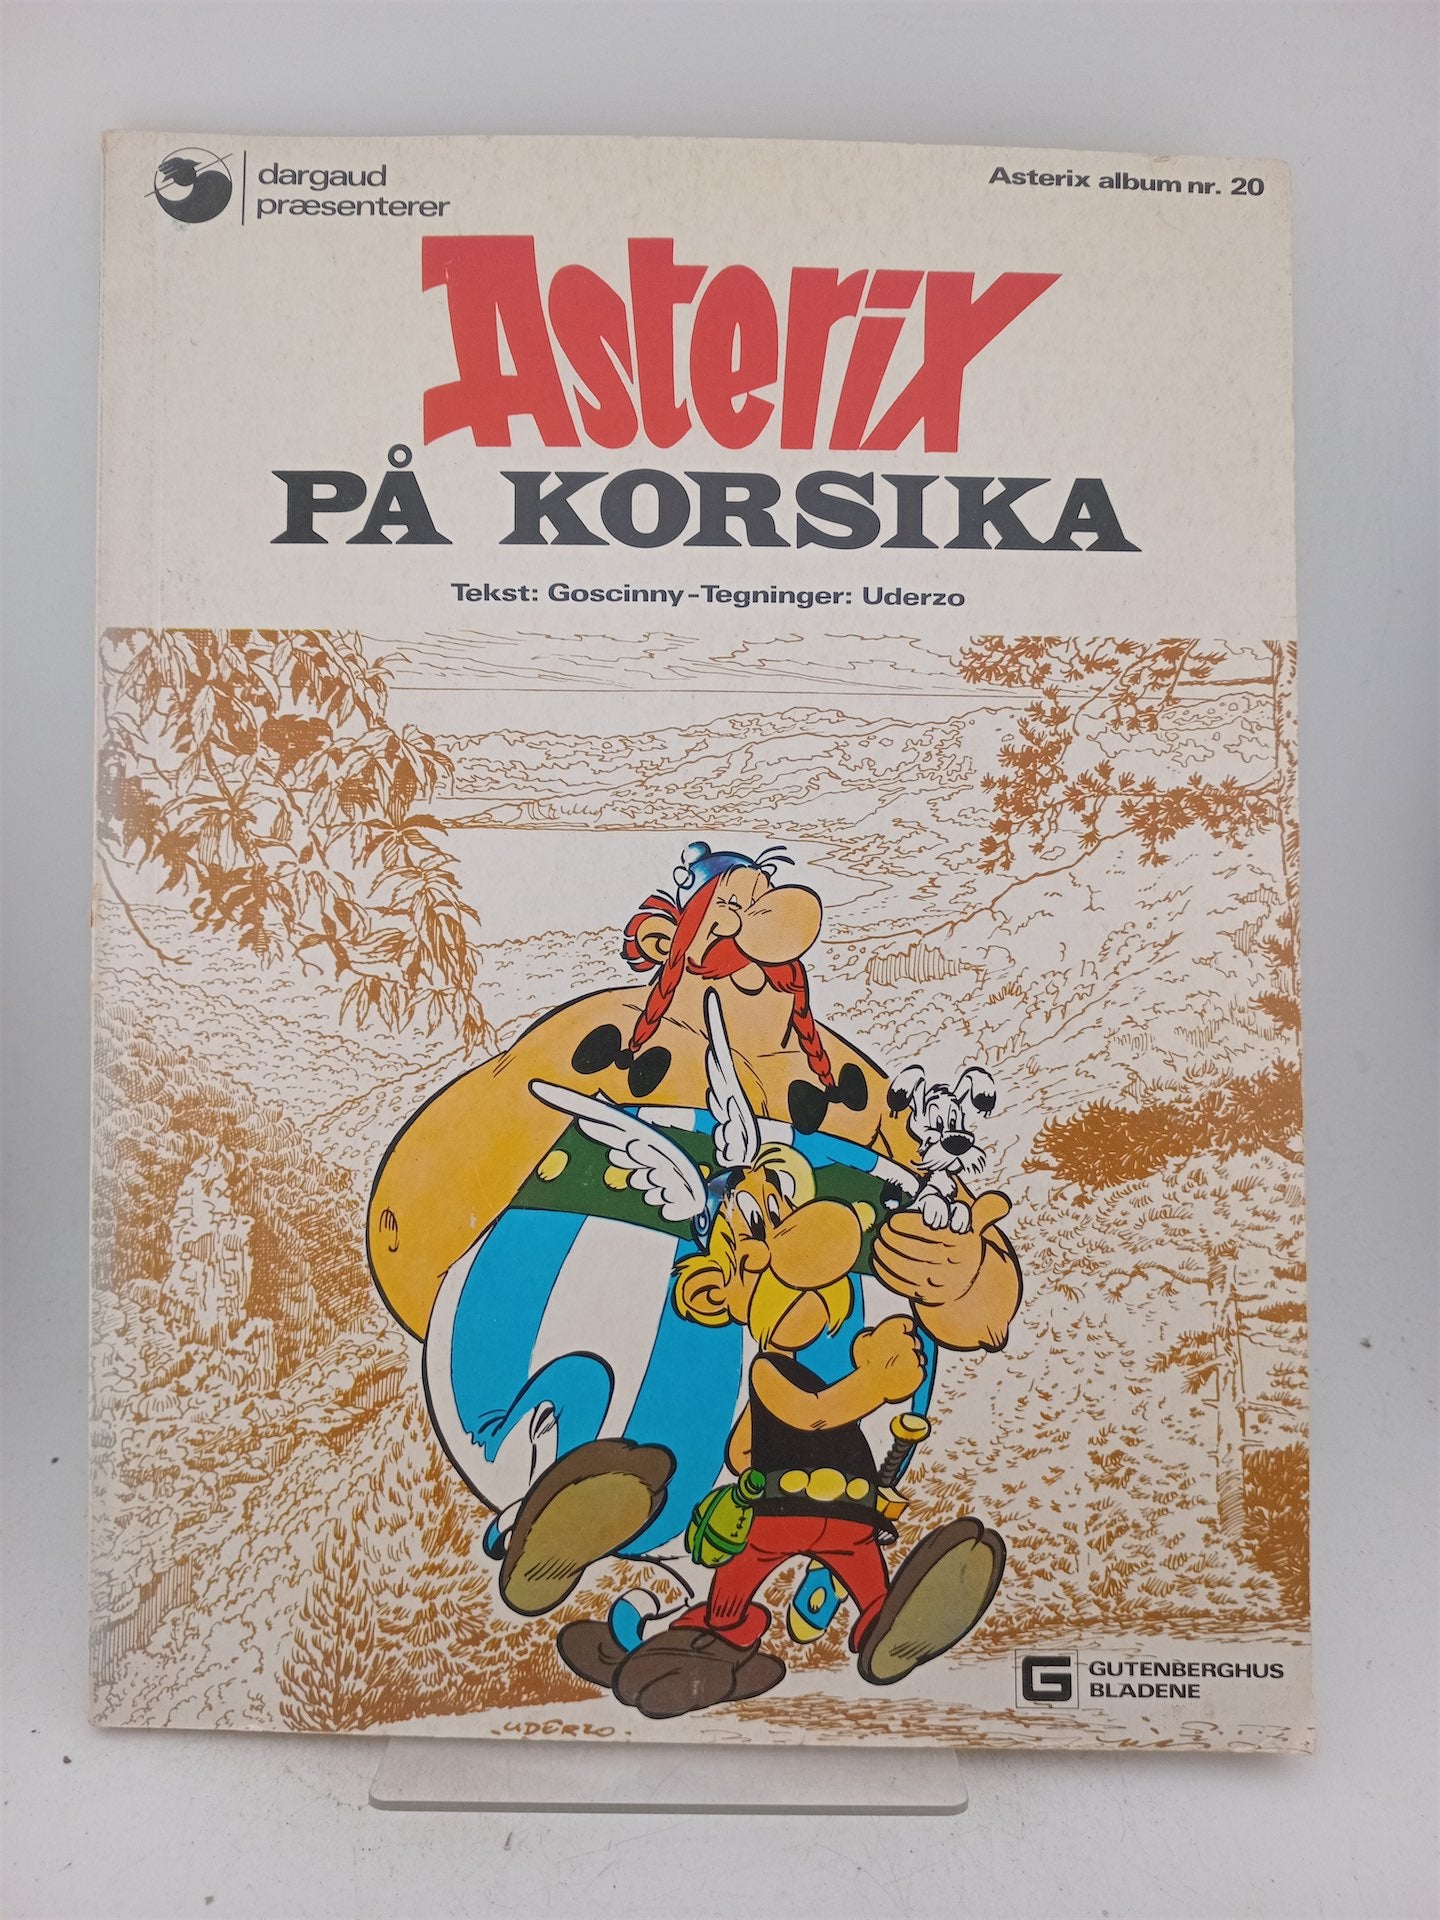 dargaud
præsenterer
Asterix album nr. 20
Asterix
PÅ KORSIKA
Tekst: Goscinny-Tegninger: Uderzo
G GUTENBERGHUS
BLADENE
·UDERZO·